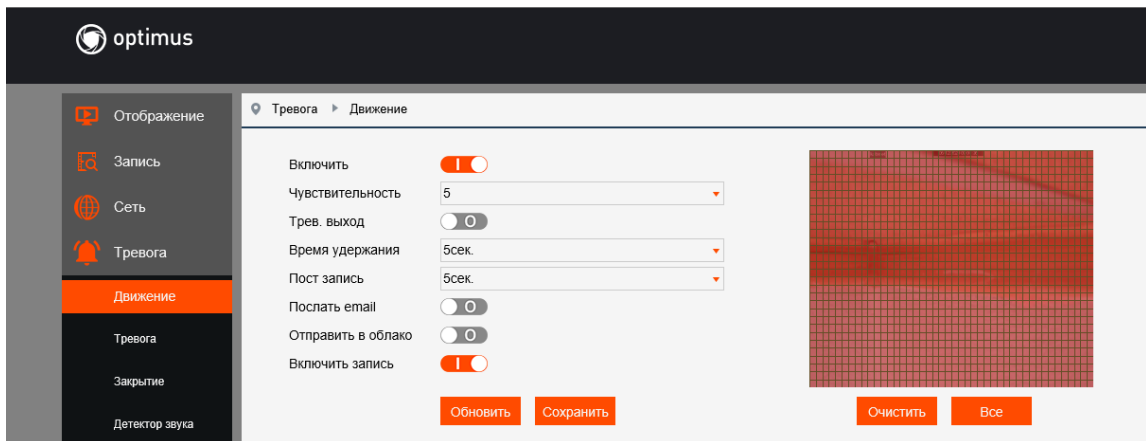 optimus
Отображение
Запись
Сеть
Тревога
Движение
Тревога
Закрытие
Детектор звука
Тревога Движение
Включить
Чувствительность 5
Трев. выход
Время удержания 5сек.
Пост запись 5сек.
Послать email
Отправить в облако
Включить запись
Обновить Сохранить
Очистить Все